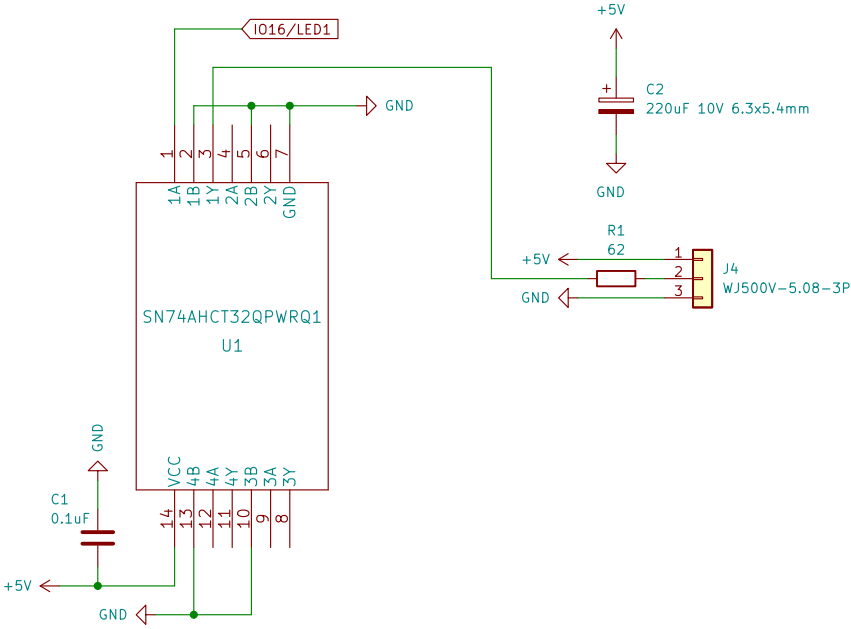 +5V
IO16/LED1
C2
220uF 10V 6.3x5.4mm
+
GND
1
2
3
4
5
6
7
1A
1B
1Y
2A
2B
2Y
GND
GND
R1
62
+5V
GND
1
2
3
J4
WJ500V-5.08-3P
SN74AHCT32QPWRQ1
U1
GND
C1
0.1uF
VCC
4B
4A
4Y
3B
3A
3Y
14
13
12
11
10
9
8
+5V
GND